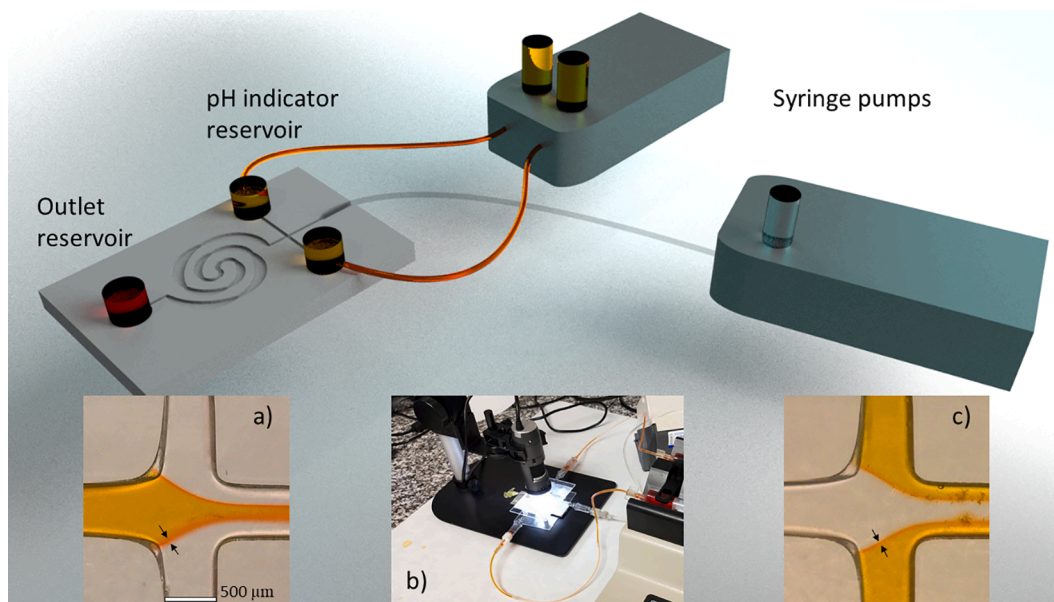 pH indicator
reservoir
Syringe pumps
Outlet
reservoir
a)
500 μm
b)
c)